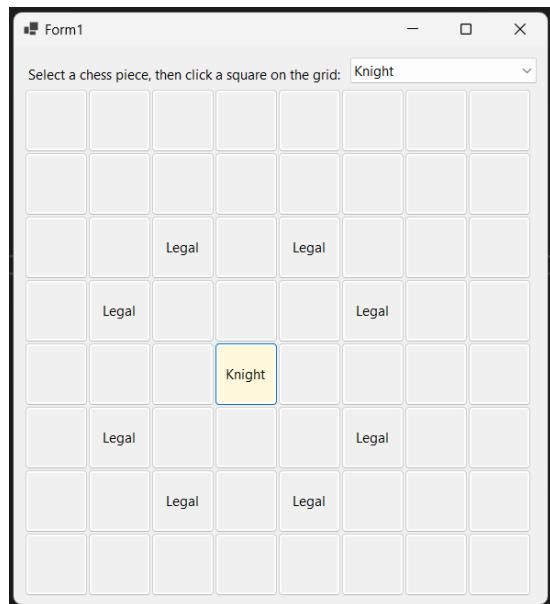 Form1
Select a chess piece, then click a square on the grid: Knight
Legal Legal
Legal Legal
Knight
Legal Legal
Legal Legal